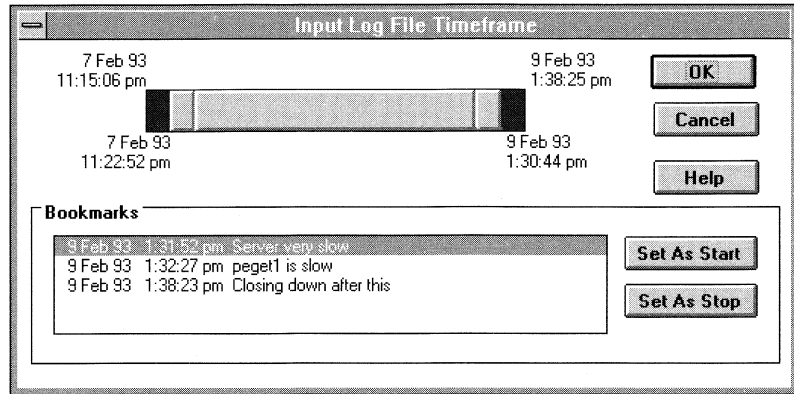 Input Log File Timeframe
7 Feb 93
11:15:06 pm
9 Feb 93
1:38:25 pm
7 Feb 93
11:22:52 pm
9 Feb 93
1:30:44 pm
OK
Cancel
Help
Bookmarks
9 Feb 93 1:31:52 pm Server very slow
9 Feb 93 1:32:27 pm peget1 is slow
9 Feb 93 1:38:23 pm Closing down after this
Set As Start
Set As Stop